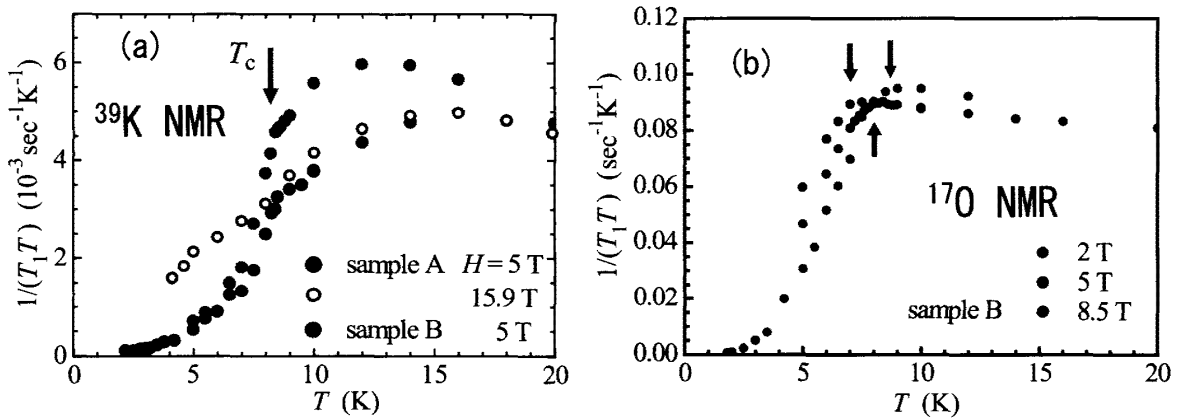 (a)
T_c
³⁹K NMR
1/(T₁T) (10⁻³ sec⁻¹K⁻¹)
6
4
2
0
sample A H = 5 T
15.9 T
sample B 5 T
0 5 10 15 20
T (K)
(b)
¹⁷O NMR
1/(T₁T) (sec⁻¹K⁻¹)
0.12
0.10
0.08
0.06
0.04
0.02
0.00
2 T
5 T
sample B 8.5 T
0 5 10 15 20
T (K)